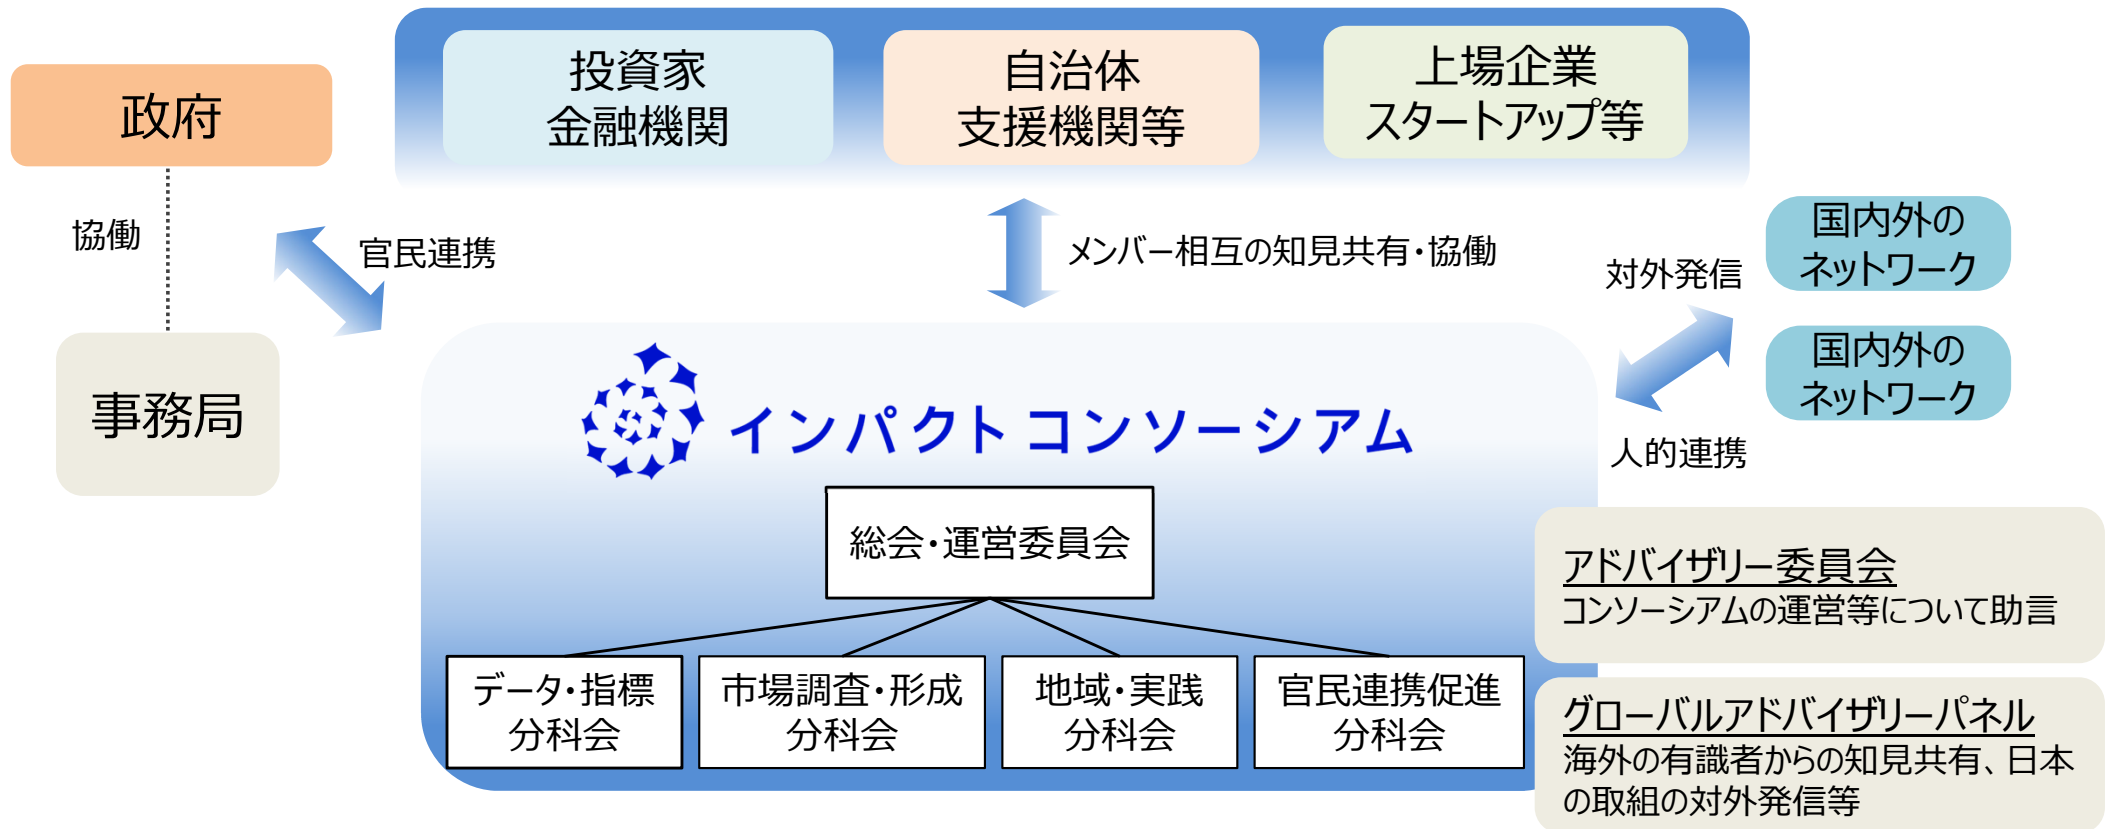 政府
協働
事務局
官民連携
投資家
金融機関
自治体
支援機関等
上場企業
スタートアップ等
メンバー相互の知見共有・協働
対外発信
人的連携
国内外の
ネットワーク
国内外の
ネットワーク
インパクトコンソーシアム
総会・運営委員会
データ・指標
分科会
市場調査・形成
分科会
地域・実践
分科会
官民連携促進
分科会
アドバイザリー委員会
コンソーシアムの運営等について助言
グローバルアドバイザリーパネル
海外の有識者からの知見共有、日本
の取組の対外発信等